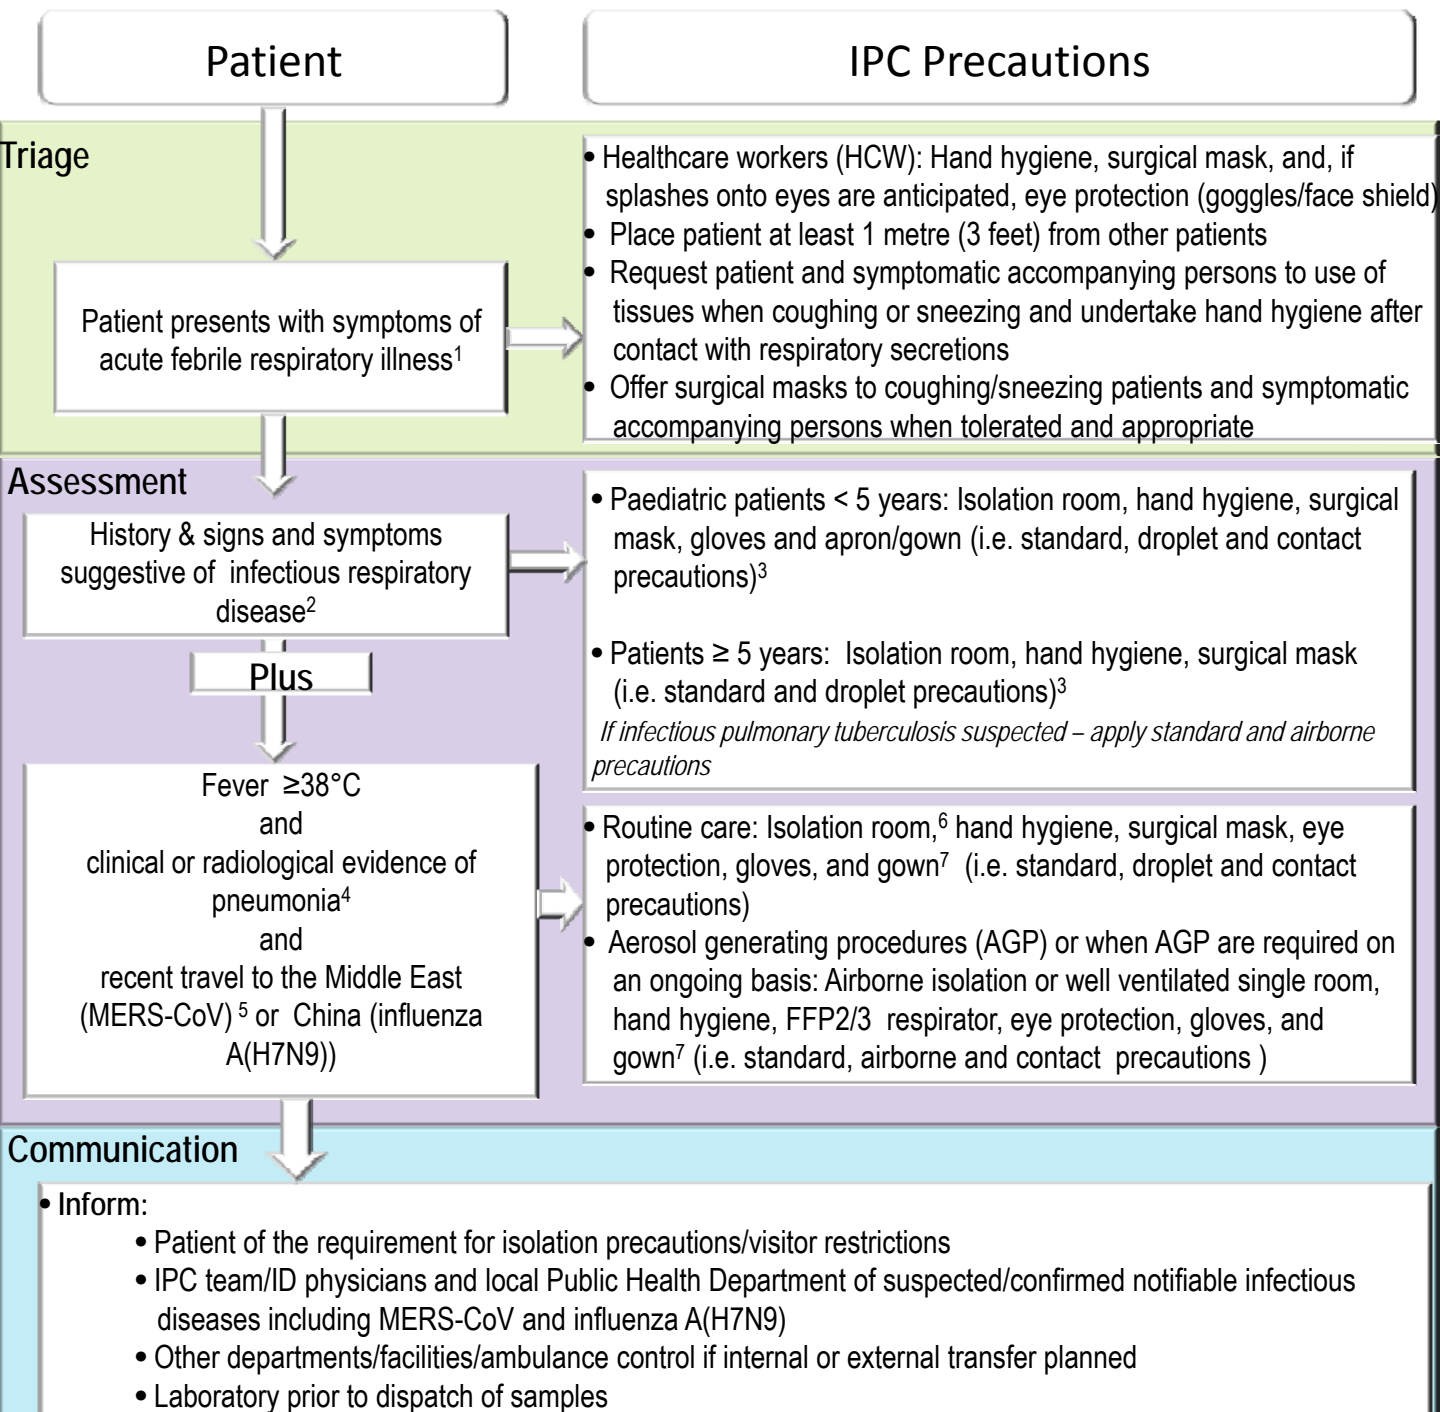 Patient
IPC Precautions
Triage
Patient presents with symptoms of
acute febrile respiratory illness1
• Healthcare workers (HCW): Hand hygiene, surgical mask, and, if
splashes onto eyes are anticipated, eye protection (goggles/face shield)
• Place patient at least 1 metre (3 feet) from other patients
• Request patient and symptomatic accompanying persons to use of
tissues when coughing or sneezing and undertake hand hygiene after
contact with respiratory secretions
• Offer surgical masks to coughing/sneezing patients and symptomatic
accompanying persons when tolerated and appropriate
Assessment
History & signs and symptoms
suggestive of infectious respiratory
disease2
• Paediatric patients < 5 years: Isolation room, hand hygiene, surgical
mask, gloves and apron/gown (i.e. standard, droplet and contact
precautions)3
• Patients ≥ 5 years: Isolation room, hand hygiene, surgical mask
(i.e. standard and droplet precautions)3
If infectious pulmonary tuberculosis suspected – apply standard and airborne
precautions
Plus
Fever ≥38°C
and
clinical or radiological evidence of
pneumonia4
and
recent travel to the Middle East
(MERS-CoV) 5 or China (influenza
A(H7N9))
• Routine care: Isolation room,6 hand hygiene, surgical mask, eye
protection, gloves, and gown7 (i.e. standard, droplet and contact
precautions)
• Aerosol generating procedures (AGP) or when AGP are required on
an ongoing basis: Airborne isolation or well ventilated single room,
hand hygiene, FFP2/3 respirator, eye protection, gloves, and
gown7 (i.e. standard, airborne and contact precautions )
Communication
• Inform:
• Patient of the requirement for isolation precautions/visitor restrictions
• IPC team/ID physicians and local Public Health Department of suspected/confirmed notifiable infectious
diseases including MERS-CoV and influenza A(H7N9)
• Other departments/facilities/ambulance control if internal or external transfer planned
• Laboratory prior to dispatch of samples